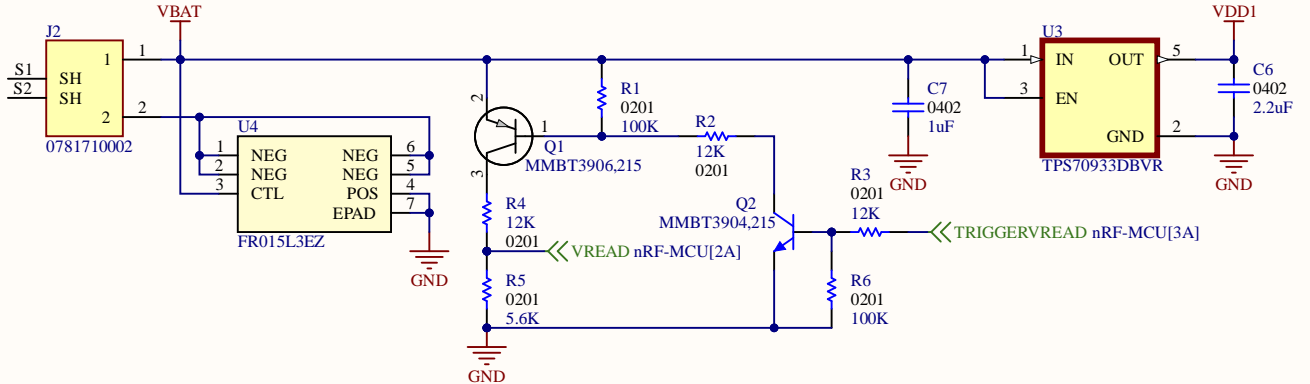 VBAT
J2
1
1
S1
SH
S2
SH
2
2
0781710002
U4
1
NEG
NEG
6
2
NEG
NEG
5
3
CTL
POS
4
EPAD
7
FR015L3EZ
GND
2
1
Q1
MMBT3906,215
3
R1
0201
100K
R2
12K
0201
R4
12K
0201
VREAD nRF-MCU[2A]
R5
0201
5.6K
GND
Q2
MMBT3904,215
R3
0201
12K
TRIGGERVREAD nRF-MCU[3A]
R6
0201
100K
C7
0402
1uF
GND
U3
1
IN
OUT
5
3
EN
GND
2
TPS70933DBVR
VDD1
C6
0402
2.2uF
GND